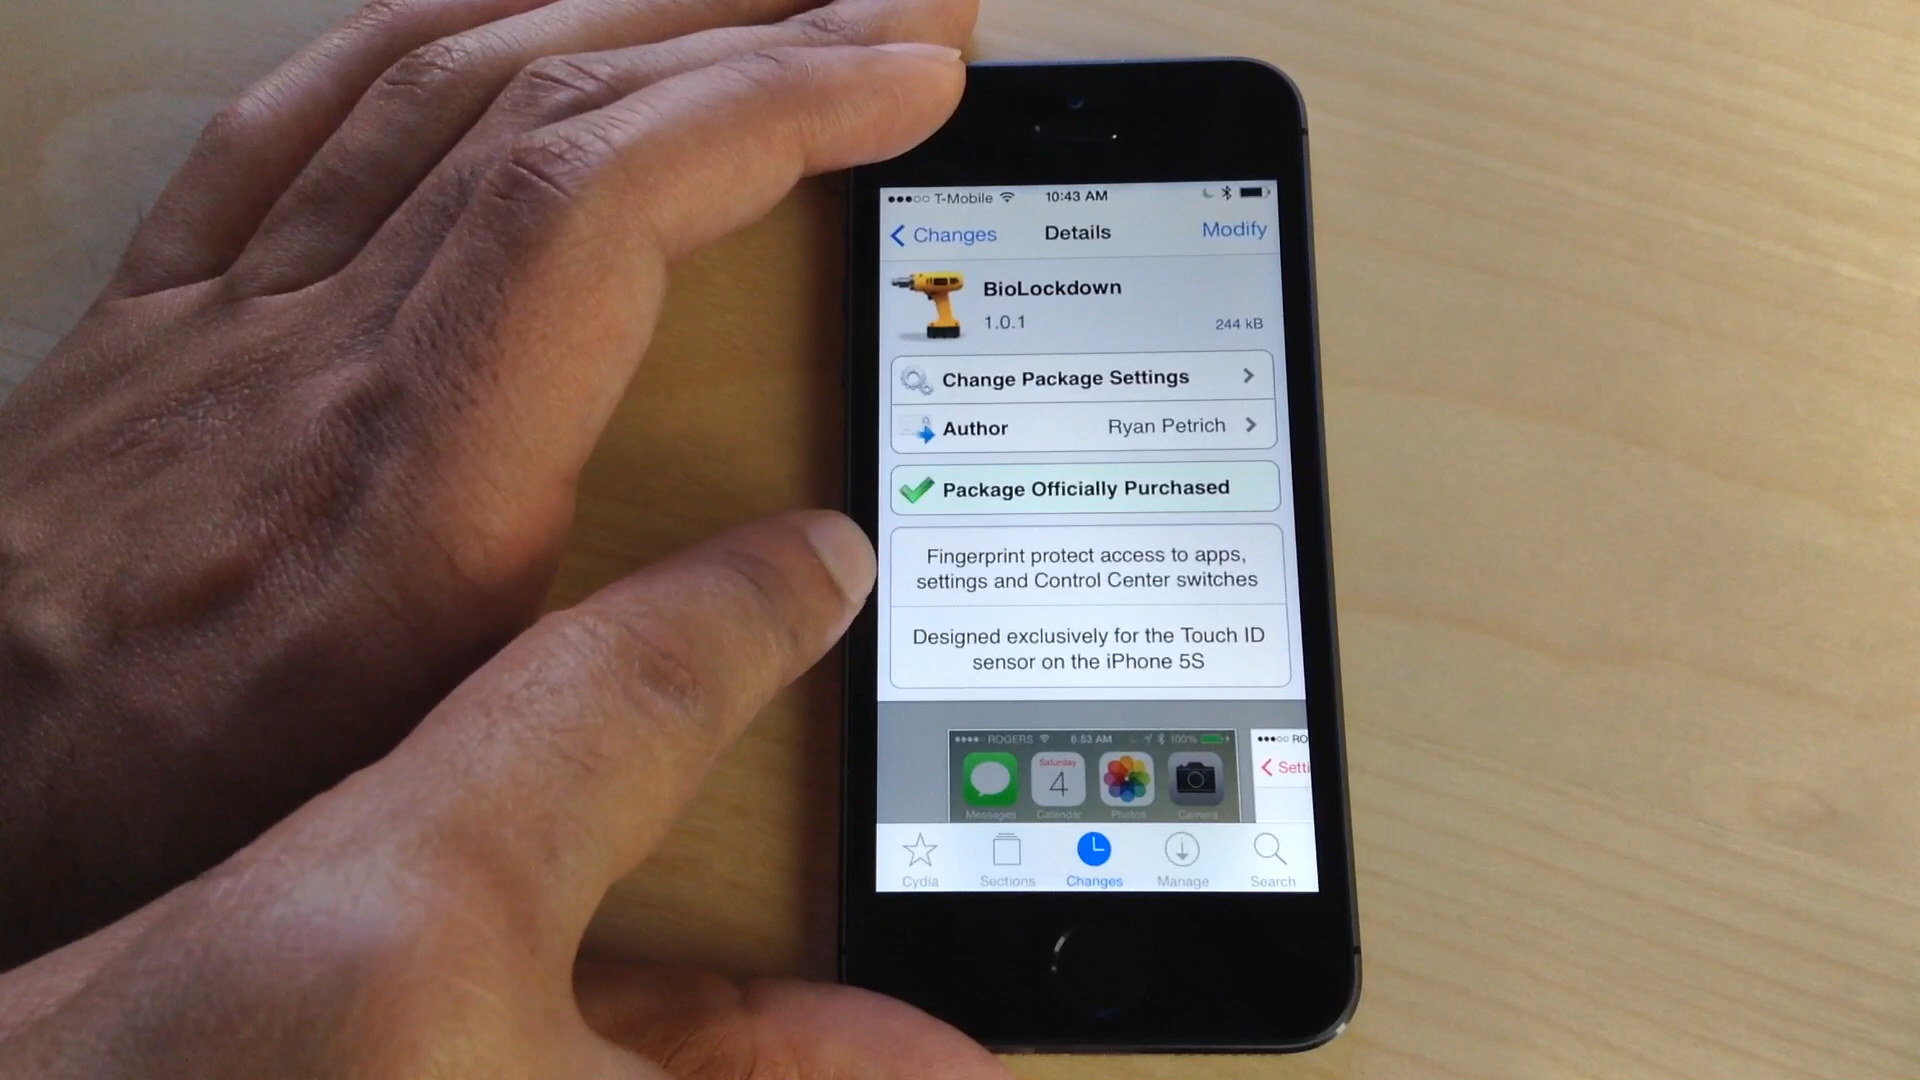 T-Mobile 10:43 AM
Changes Details Modify
BioLockdown
1.0.1 244 kB
Change Package Settings
Author Ryan Petrich
Package Officially Purchased
Fingerprint protect access to apps,
settings and Control Center switches
Designed exclusively for the Touch ID
sensor on the iPhone 5S
ROGERS 6:53 AM 100% RO
Saturday
4
Setti
Messages Calendar Photos Camera
Cydia Sections Changes Manage Search